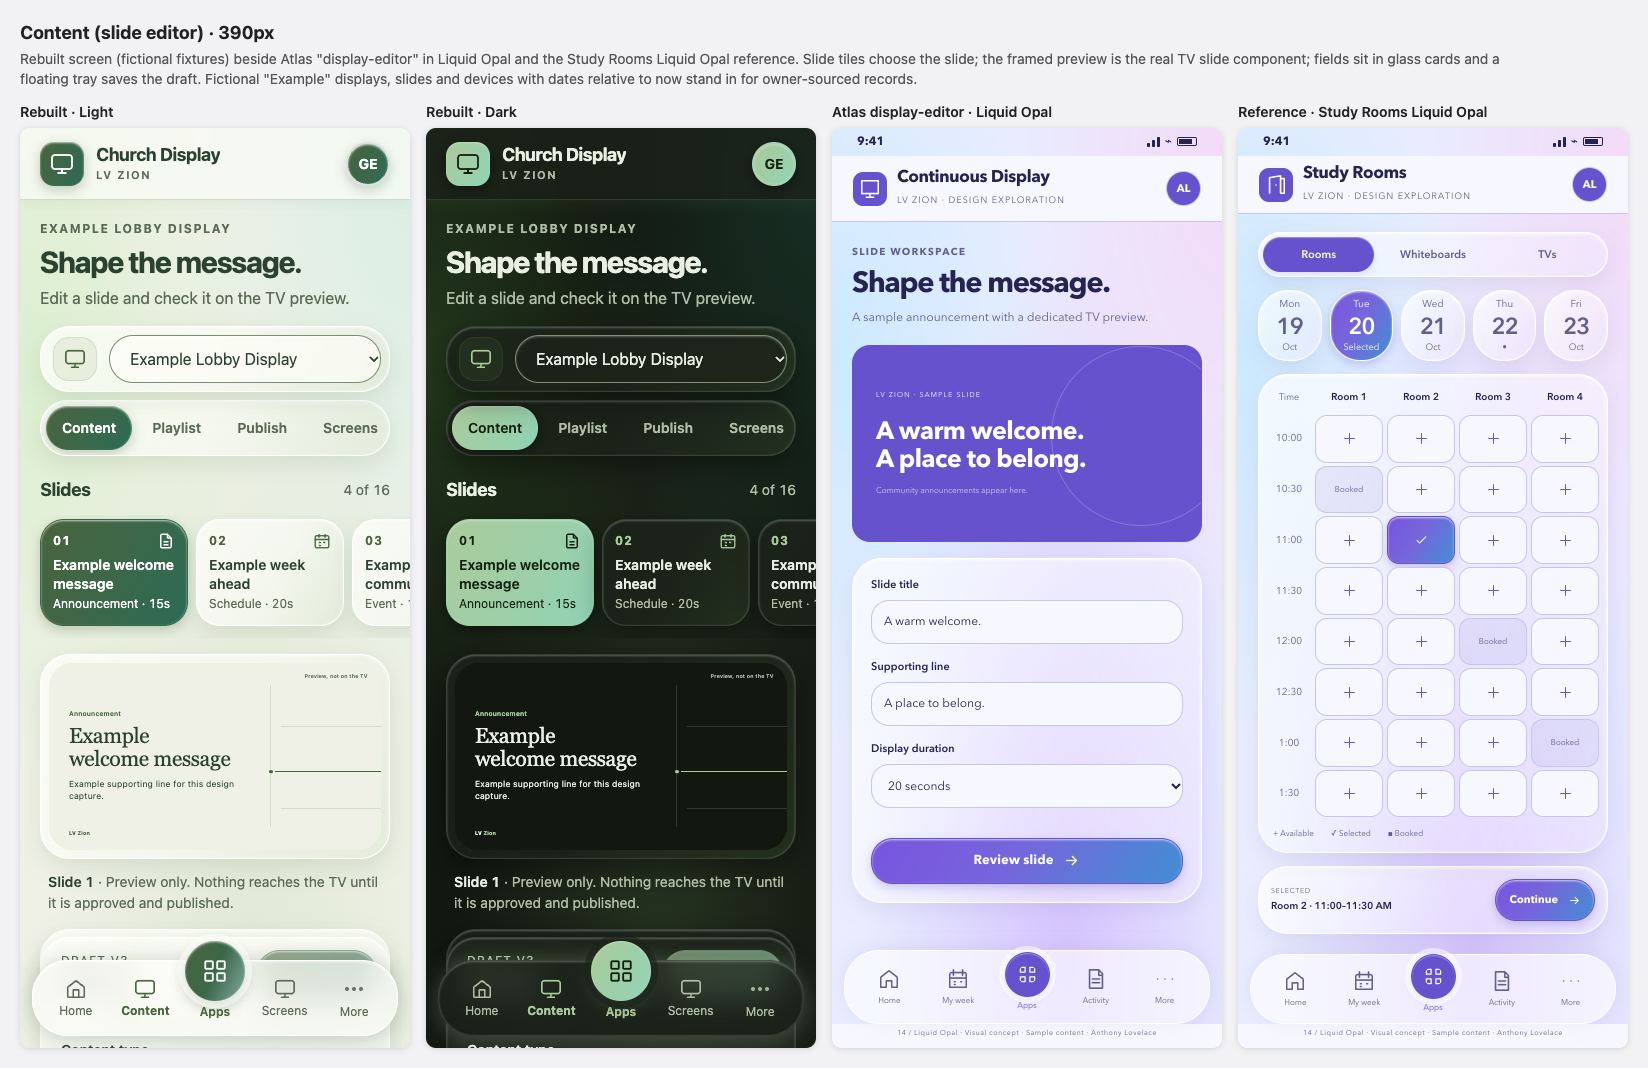 Content (slide editor) · 390px
Rebuilt screen (fictional fixtures) beside Atlas "display-editor" in Liquid Opal and the Study Rooms Liquid Opal reference. Slide tiles choose the slide; the framed preview is the real TV slide component; fields sit in glass cards and a
floating tray saves the draft. Fictional "Example" displays, slides and devices with dates relative to now stand in for owner-sourced records.
Rebuilt · Light
Church Display
LV ZION
GE
EXAMPLE LOBBY DISPLAY
Shape the message.
Edit a slide and check it on the TV preview.
Example Lobby Display
Content Playlist Publish Screens
Slides 4 of 16
01 02 03
Example welcome message
Announcement · 15s
Example week ahead
Schedule · 20s
Event ·
Preview, not on the TV
Announcement
Example
welcome message
Example supporting line for this design
capture.
LV Zion
Slide 1 · Preview only. Nothing reaches the TV until
it is approved and published.
DRAFT V3
Home Content Apps Screens More
Content type
Rebuilt · Dark
Church Display
LV ZION
GE
EXAMPLE LOBBY DISPLAY
Shape the message.
Edit a slide and check it on the TV preview.
Example Lobby Display
Content Playlist Publish Screens
Slides 4 of 16
01 02 03
Example welcome message
Announcement · 15s
Example week ahead
Schedule · 20s
Event ·
Preview, not on the TV
Announcement
Example
welcome message
Example supporting line for this design
capture.
LV Zion
Slide 1 · Preview only. Nothing reaches the TV until
it is approved and published.
DRAFT V3
Home Content Apps Screens More
Content type
Atlas display-editor · Liquid Opal
9:41
Continuous Display
LV ZION · DESIGN EXPLORATION
AL
SLIDE WORKSPACE
Shape the message.
A sample announcement with a dedicated TV preview.
LV ZION · SAMPLE SLIDE
A warm welcome.
A place to belong.
Community announcements appear here.
Slide title
A warm welcome.
Supporting line
A place to belong.
Display duration
20 seconds
Review slide →
Home My week Apps Activity More
14 / Liquid Opal · Visual concept · Sample content · Anthony Lovelace
Reference · Study Rooms Liquid Opal
9:41
Study Rooms
LV ZION · DESIGN EXPLORATION
AL
Rooms Whiteboards TVs
Mon Tue Wed Thu Fri
19 20 21 22 23
Oct Selected Oct • Oct
Time Room 1 Room 2 Room 3 Room 4
10:00 + + + +
10:30 Booked + + +
11:00 + ✓ + +
11:30 + + + +
12:00 + + Booked +
12:30 + + + +
1:00 + + + Booked
1:30 + + + +
+ Available ✓ Selected ■ Booked
SELECTED
Room 2 · 11:00–11:30 AM
Continue →
Home My week Apps Activity More
14 / Liquid Opal · Visual concept · Sample content · Anthony Lovelace